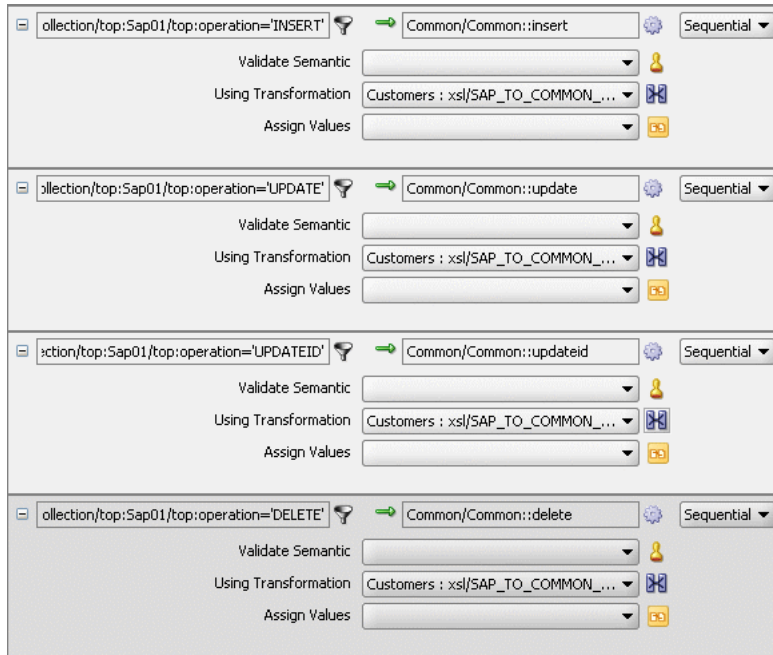 ollection/top:Sap01/top:operation='INSERT' Common/Common::insert Sequential
Validate Semantic
Using Transformation Customers : xsl/SAP_TO_COMMON_...
Assign Values
ollection/top:Sap01/top:operation='UPDATE' Common/Common::update Sequential
Validate Semantic
Using Transformation Customers : xsl/SAP_TO_COMMON_...
Assign Values
ection/top:Sap01/top:operation='UPDATEID' Common/Common::updateid Sequential
Validate Semantic
Using Transformation Customers : xsl/SAP_TO_COMMON_...
Assign Values
ollection/top:Sap01/top:operation='DELETE' Common/Common::delete Sequential
Validate Semantic
Using Transformation Customers : xsl/SAP_TO_COMMON_...
Assign Values